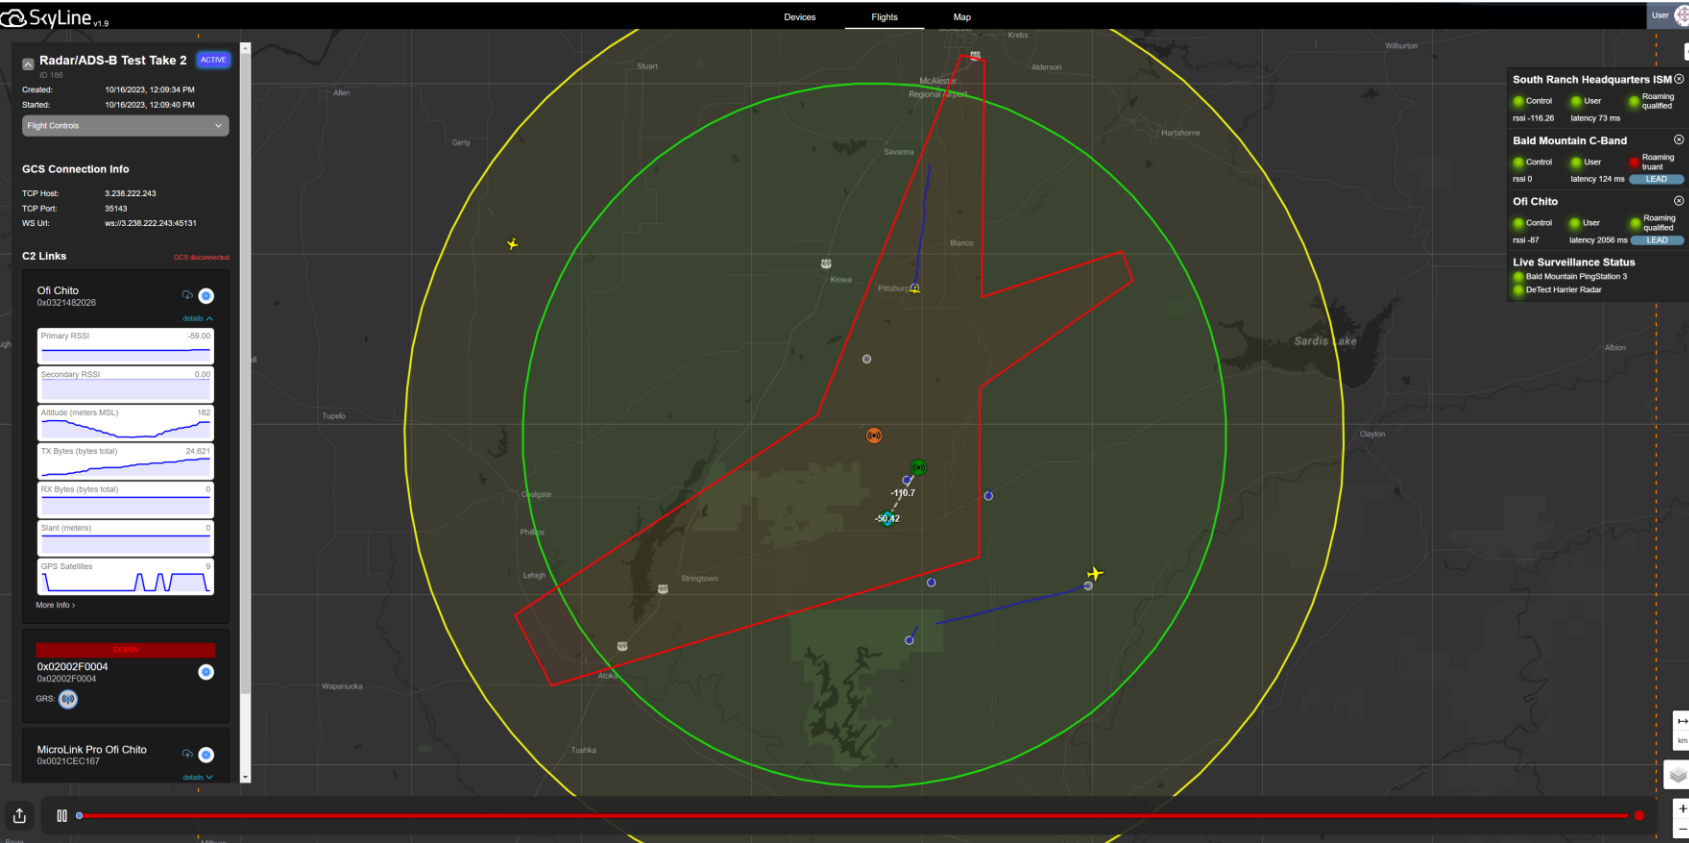 SkyLine v1.9
Devices
Flights
Map
User
Radar/ADS-B Test Take 2
ACTIVE
ID 186
Created: 10/16/2023, 12:09:34 PM
Started: 10/16/2023, 12:09:40 PM
Flight Controls
GCS Connection Info
TCP Host: 3.238.222.243
TCP Port: 35143
WS Url: ws://3.238.222.243:45131
C2 Links
GCS disconnected
Ofi Chito
0x0321482026
details
Primary RSSI -59.00
Secondary RSSI 0.00
Altitude (meters MSL) 182
TX Bytes (bytes total) 24,621
RX Bytes (bytes total) 0
Slant (meters) 0
GPS Satellites 9
More Info >
DOWN
0x02002F0004
0x02002F0004
GRS:
MicroLink Pro Ofi Chito
0x0021CEC167
details
Stuart
Allen
Gerty
Tupelo
Coalgate
Phillips
Lehigh
Wapanucka
Tushka
Atoka
Stringtown
Kiowa
Pittsburg
Blanco
Savanna
McAlester
Regional Airport
Krebs
Alderson
Hartshorne
Wilburton
Sardis Lake
Clayton
Albion
-110.7
-50.42
South Ranch Headquarters ISM
Control User Roaming qualified
rssi -116.26 latency 73 ms
Bald Mountain C-Band
Control User Roaming truant
rssi 0 latency 124 ms LEAD
Ofi Chito
Control User Roaming qualified
rssi -87 latency 2056 ms LEAD
Live Surveillance Status
Bald Mountain PingStation 3
DeTect Harrier Radar
km
+
−